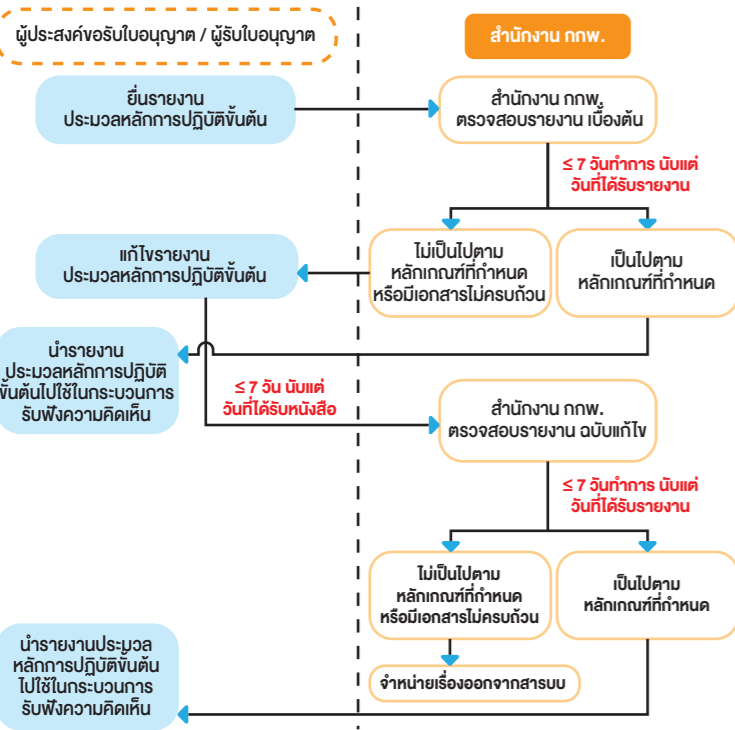 ผู้ประสงค์ขอรับใบอนุญาต / ผู้รับใบอนุญาต
สำนักงาน กกพ.
ยื่นรายงาน
ประมวลหลักการปฏิบัติขั้นต้น
สำนักงาน กกพ.
ตรวจสอบรายงาน เบื้องต้น
≤ 7 วันทำการ นับแต่
วันที่ได้รับรายงาน
แก้ไขรายงาน
ประมวลหลักการปฏิบัติขั้นต้น
ไม่เป็นไปตาม
หลักเกณฑ์ที่กำหนด
หรือมีเอกสารไม่ครบถ้วน
เป็นไปตาม
หลักเกณฑ์ที่กำหนด
นำรายงาน
ประมวลหลักการปฏิบัติ
ขั้นต้นไปใช้ในกระบวนการ
รับฟังความคิดเห็น
≤ 7 วัน นับแต่
วันที่ได้รับหนังสือ
สำนักงาน กกพ.
ตรวจสอบรายงาน ฉบับแก้ไข
≤ 7 วันทำการ นับแต่
วันที่ได้รับรายงาน
ไม่เป็นไปตาม
หลักเกณฑ์ที่กำหนด
หรือมีเอกสารไม่ครบถ้วน
เป็นไปตาม
หลักเกณฑ์ที่กำหนด
นำรายงานประมวล
หลักการปฏิบัติขั้นต้น
ไปใช้ในกระบวนการ
รับฟังความคิดเห็น
จำหน่ายเรื่องออกจากสารบบ